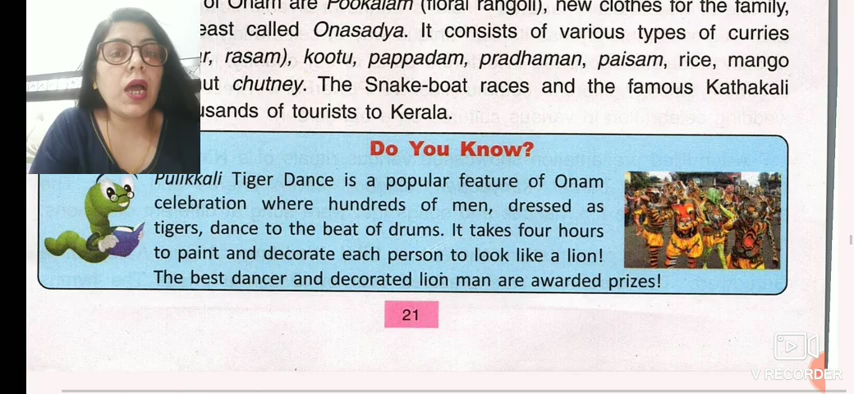 of Onam are Pookalam (floral rangoli), new clothes for the family,
called Onasadya. It consists of various types of curries
rasam), kootu, pappadam, pradhaman, paisam, rice, mango
chutney. The Snake-boat races and the famous Kathakali
of tourists to Kerala.
Do You Know?
Pulikkali Tiger Dance is a popular feature of Onam
celebration where hundreds of men, dressed as
tigers, dance to the beat of drums. It takes four hours
to paint and decorate each person to look like a lion!
The best dancer and decorated lion man are awarded prizes!
21
V RECORDER